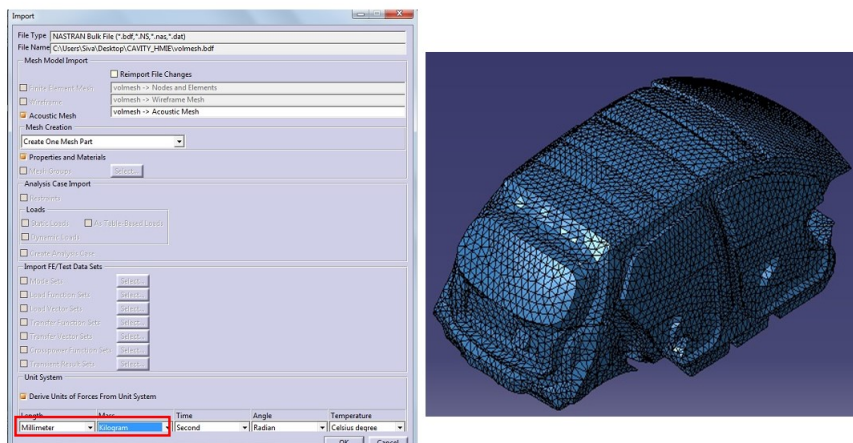 Import
File Type NASTRAN Bulk File (*.bdf,*.NS,*.nas,*.dat)
File Name C:\Users\Siva\Desktop\CAVITY_HMIE\volmesh.bdf
Mesh Model Import
Reimport File Changes
Finite Element Mesh volmesh -> Nodes and Elements
Wireframe volmesh -> Wireframe Mesh
Acoustic Mesh volmesh -> Acoustic Mesh
Mesh Creation
Create One Mesh Part
Properties and Materials
Mesh Groups Select...
Analysis Case Import
Restraints
Loads
Static Loads As Table-Based Loads
Dynamic Loads
Create Analysis Case
Import FE/Test Data Sets
Mode Sets Select...
Load Function Sets Select...
Load Vector Sets Select...
Transfer Function Sets Select...
Transfer Vector Sets Select...
Crosspower Function Sets Select...
Transient Result Sets Select...
Unit System
Derive Units of Forces From Unit System
Length Mass Time Angle Temperature
Millimeter Kilogram Second Radian Celsius degree
OK Cancel